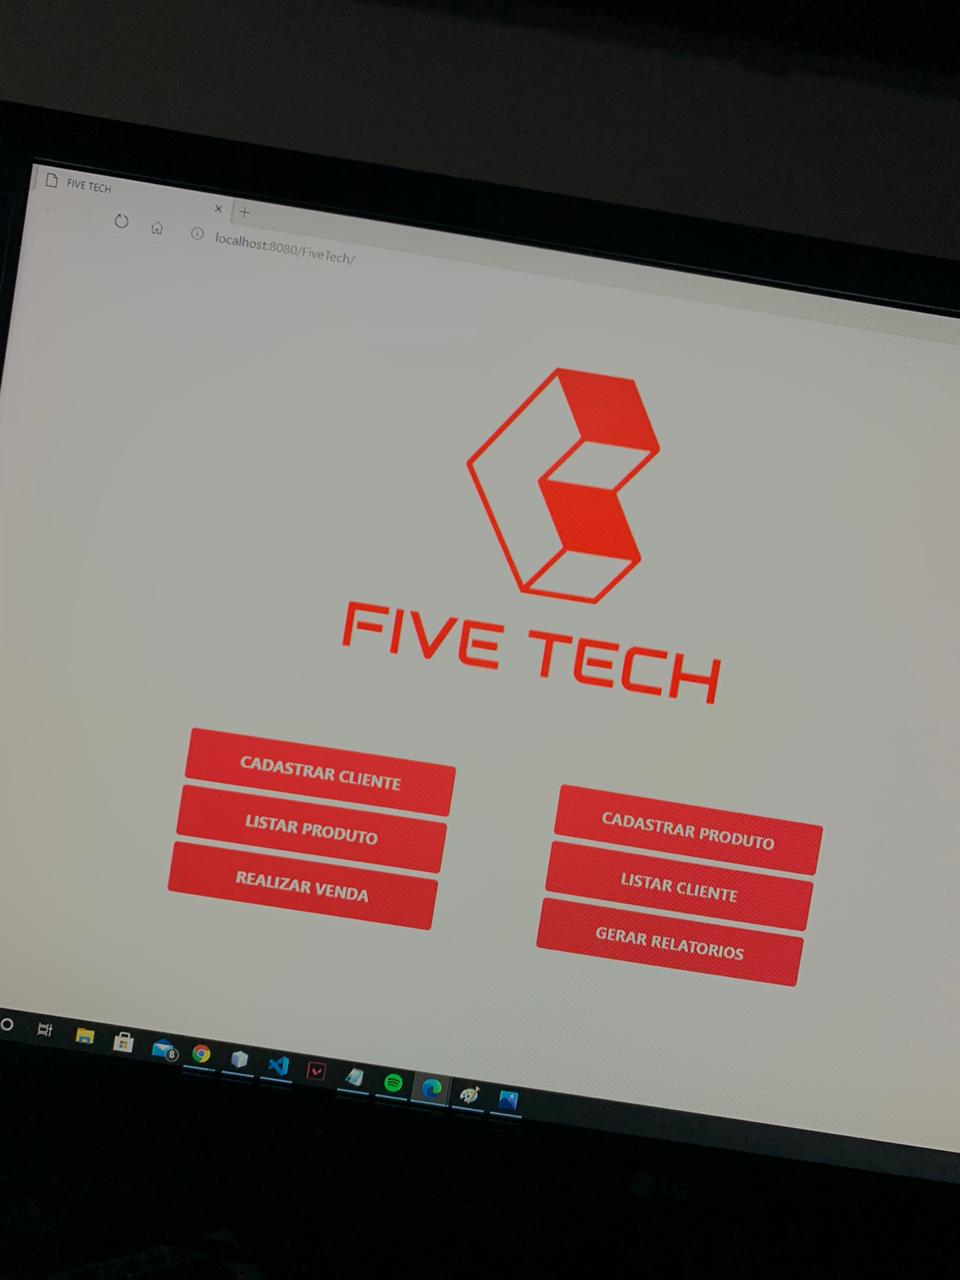 FIVE TECH
localhost:8080/FiveTech/
FIVE TECH
CADASTRAR CLIENTE
LISTAR PRODUTO
REALIZAR VENDA
CADASTRAR PRODUTO
LISTAR CLIENTE
GERAR RELATORIOS
8
LG